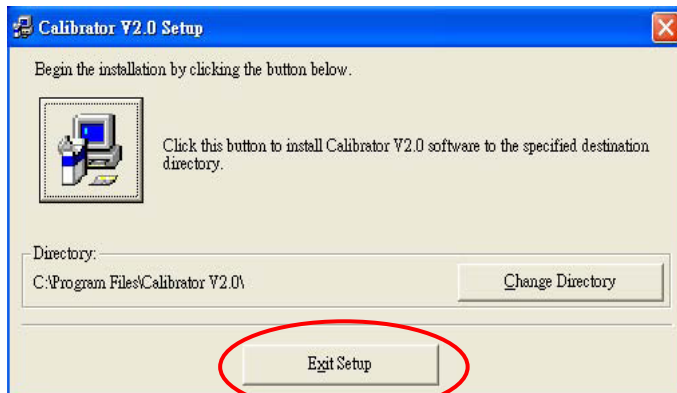 Calibrator V2.0 Setup
Begin the installation by clicking the button below.
Click this button to install Calibrator V2.0 software to the specified destination
directory.
Directory:
C:\Program Files\Calibrator V2.0\
Change Directory
Exit Setup